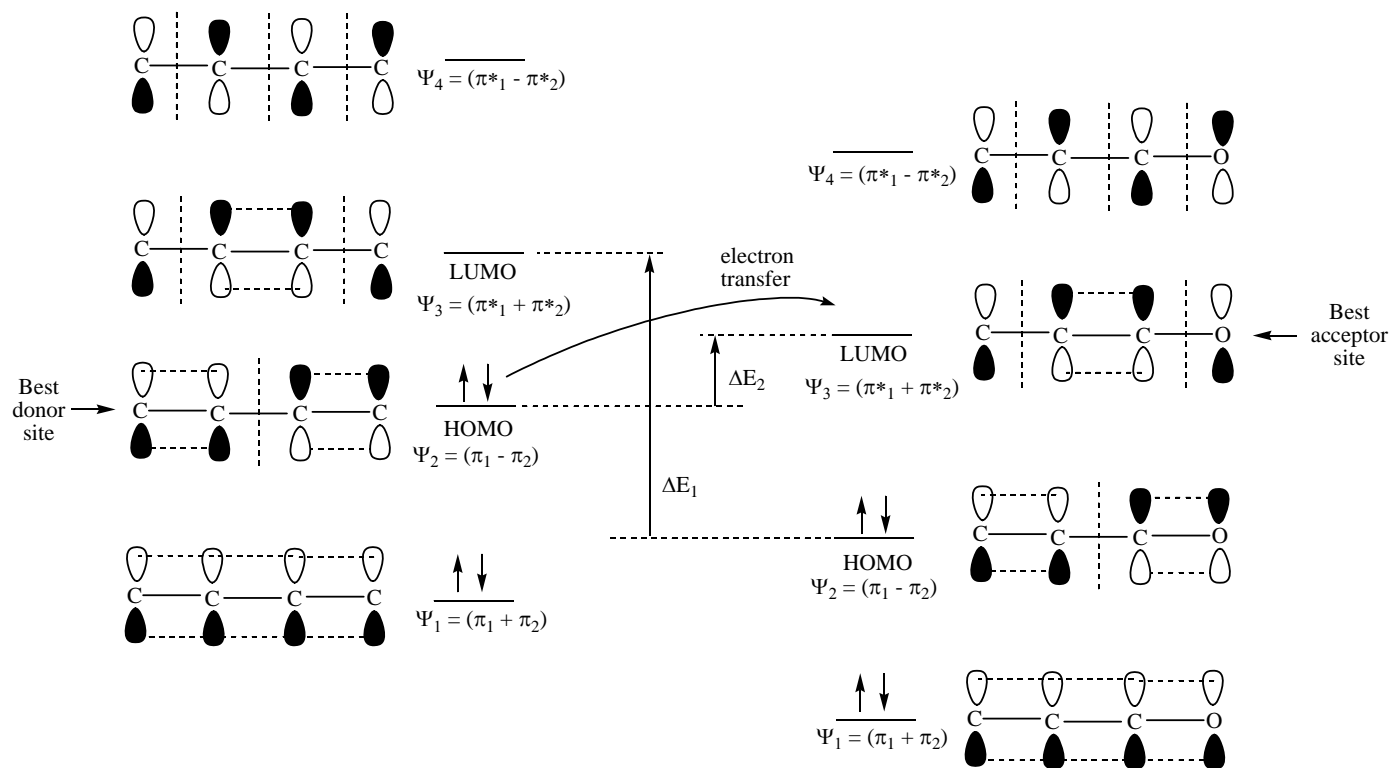 C C C C
Ψ4 = (π*1 - π*2)
C C C C
LUMO
Ψ3 = (π*1 + π*2)
Best
donor
site
C C C C
HOMO
Ψ2 = (π1 - π2)
C C C C
Ψ1 = (π1 + π2)
electron
transfer
ΔE2
ΔE1
C C C O
Ψ4 = (π*1 - π*2)
C C C O
LUMO
Ψ3 = (π*1 + π*2)
Best
acceptor
site
C C C O
HOMO
Ψ2 = (π1 - π2)
C C C O
Ψ1 = (π1 + π2)